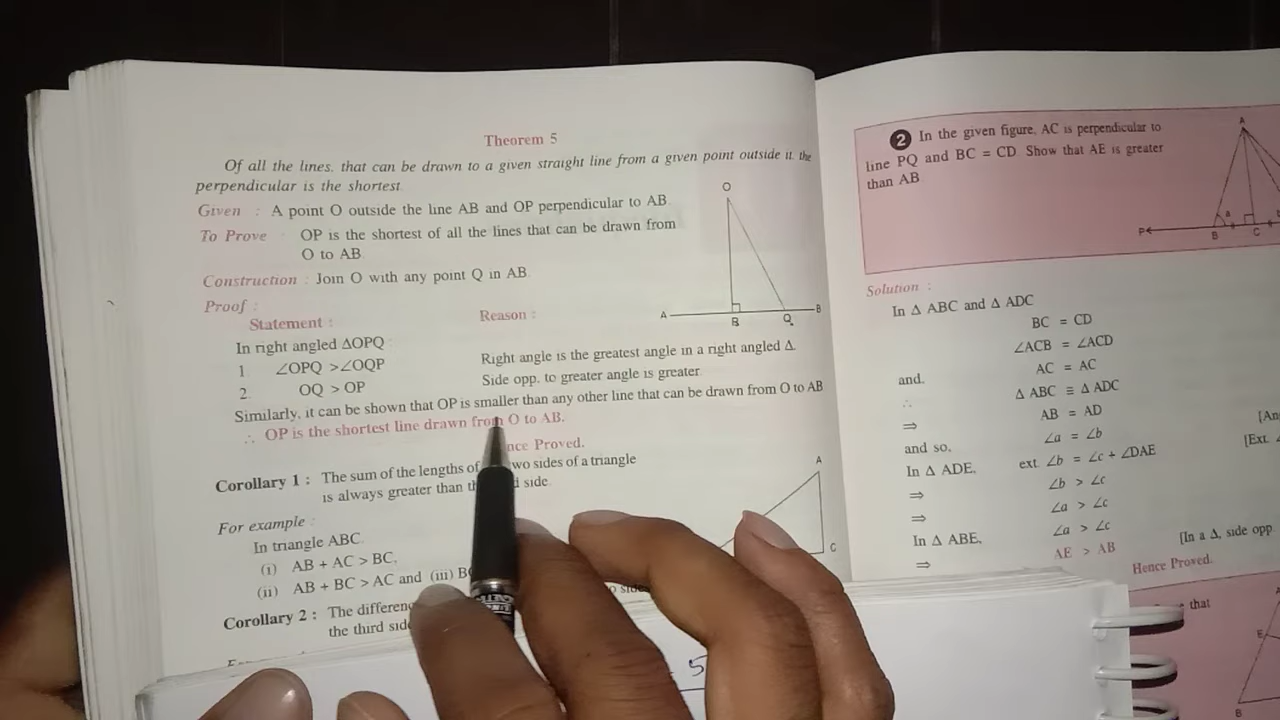 Theorem 5
Of all the lines, that can be drawn to a given straight line from a given point outside it, the
perpendicular is the shortest.
Given : A point O outside the line AB and OP perpendicular to AB.
To Prove : OP is the shortest of all the lines that can be drawn from
O to AB.
Construction : Join O with any point Q in AB.
Proof :
Statement : Reason :
In right angled ΔOPQ :
1 ∠OPQ >∠OQP Right angle is the greatest angle in a right angled Δ.
2. OQ > OP Side opp. to greater angle is greater.
Similarly, it can be shown that OP is smaller than any other line that can be drawn from O to AB
∴ OP is the shortest line drawn from O to AB.
Proved.
O
A B Q B
Corollary 1 : The sum of the lengths of two sides of a triangle
is always greater than side.
For example :
In triangle ABC.
(i) AB + AC > BC,
(ii) AB + BC > AC and (iii)
A
C
Corollary 2 : The
the third
5
2 In the given figure, AC is perpendicular to
line PQ and BC = CD. Show that AE is greater
than AB
A
P B C
Solution :
In Δ ABC and Δ ADC
BC = CD
∠ACB = ∠ACD
and, AC = AC
∴ Δ ABC ≡ Δ ADC
⇒ AB = AD
and so, ∠a = ∠b
In Δ ADE, ext. ∠b = ∠c + ∠DAE [Ext.
⇒ ∠b > ∠c
⇒ ∠a > ∠c
In Δ ABE, ∠a > ∠c
⇒ AE > AB [In a Δ, side opp
Hence Proved.
that
E
B